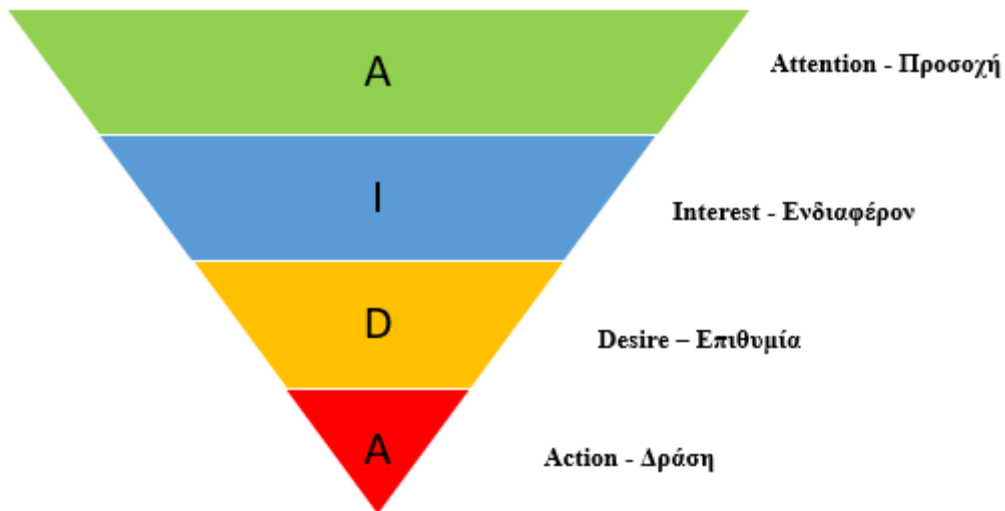 A
Attention - Προσοχή
I
Interest - Ενδιαφέρον
D
Desire – Επιθυμία
A
Action - Δράση